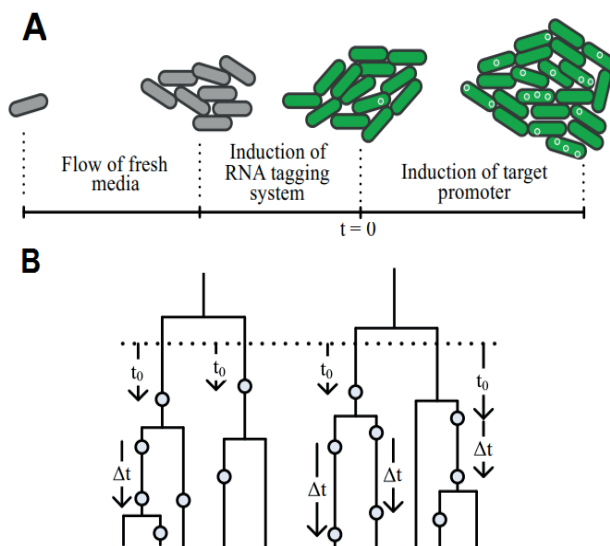 A
Flow of fresh
media
Induction of
RNA tagging
system
Induction of target
promoter
t = 0
B
t₀
t₀
t₀
t₀
Δt
Δt
Δt
Δt